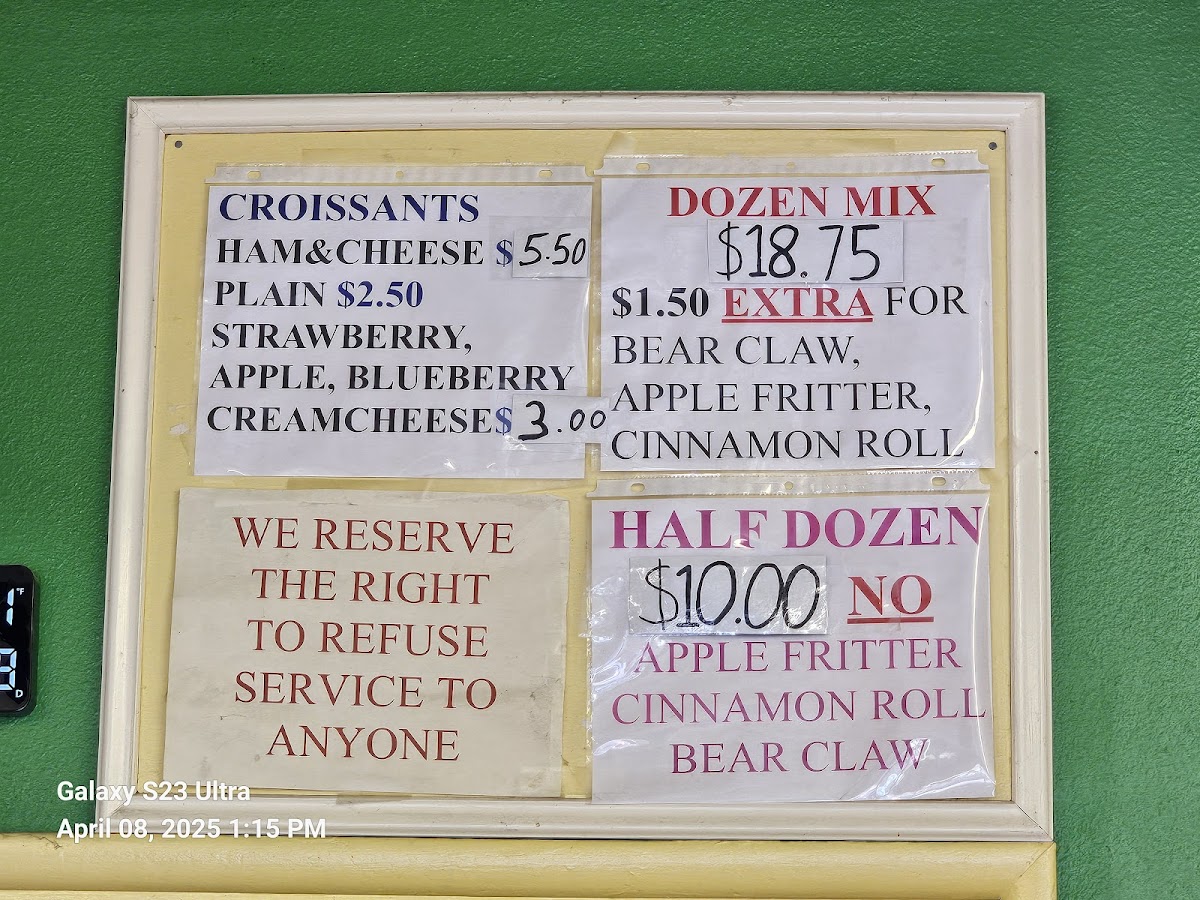 CROISSANTS
HAM&CHEESE $5.50
PLAIN $2.50
STRAWBERRY,
APPLE, BLUEBERRY
CREAMCHEESE$3.00
DOZEN MIX
$18.75
$1.50 EXTRA FOR
BEAR CLAW,
APPLE FRITTER,
CINNAMON ROLL
WE RESERVE
THE RIGHT
TO REFUSE
SERVICE TO
ANYONE
HALF DOZEN
$10.00 NO
APPLE FRITTER
CINNAMON ROLL
BEAR CLAW
Galaxy S23 Ultra
April 08, 2025 1:15 PM